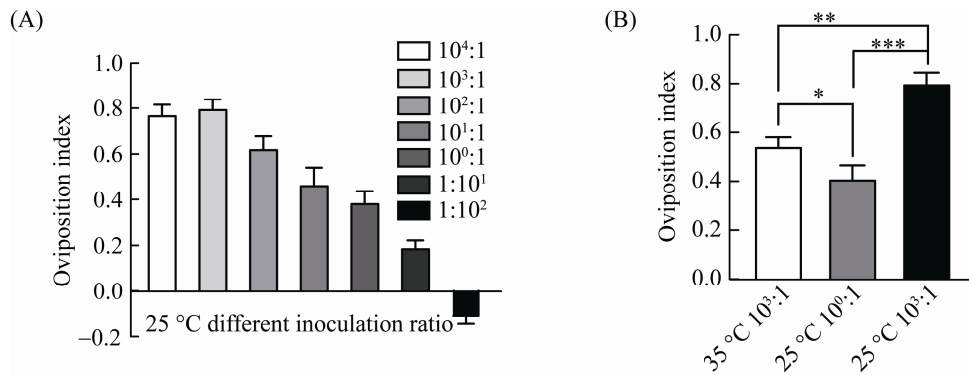 (A)
Oviposition index
1.0
0.8
0.6
0.4
0.2
0.0
−0.2
10⁴:1
10³:1
10²:1
10¹:1
10⁰:1
1:10¹
1:10²
25 °C different inoculation ratio
(B)
Oviposition index
1.0
0.8
0.6
0.4
0.2
0.0
**
***
*
35 °C 10³:1
25 °C 10⁰:1
25 °C 10³:1